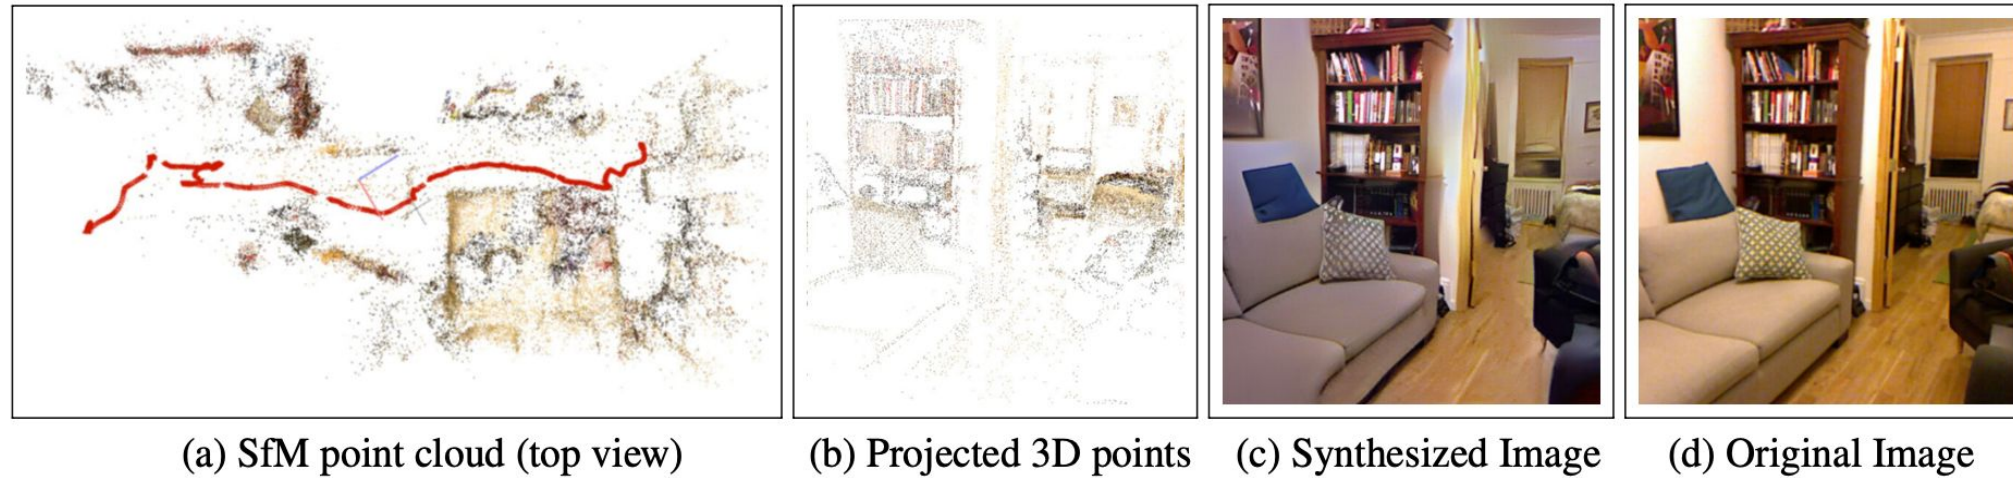 (a) SfM point cloud (top view)
(b) Projected 3D points
(c) Synthesized Image
(d) Original Image